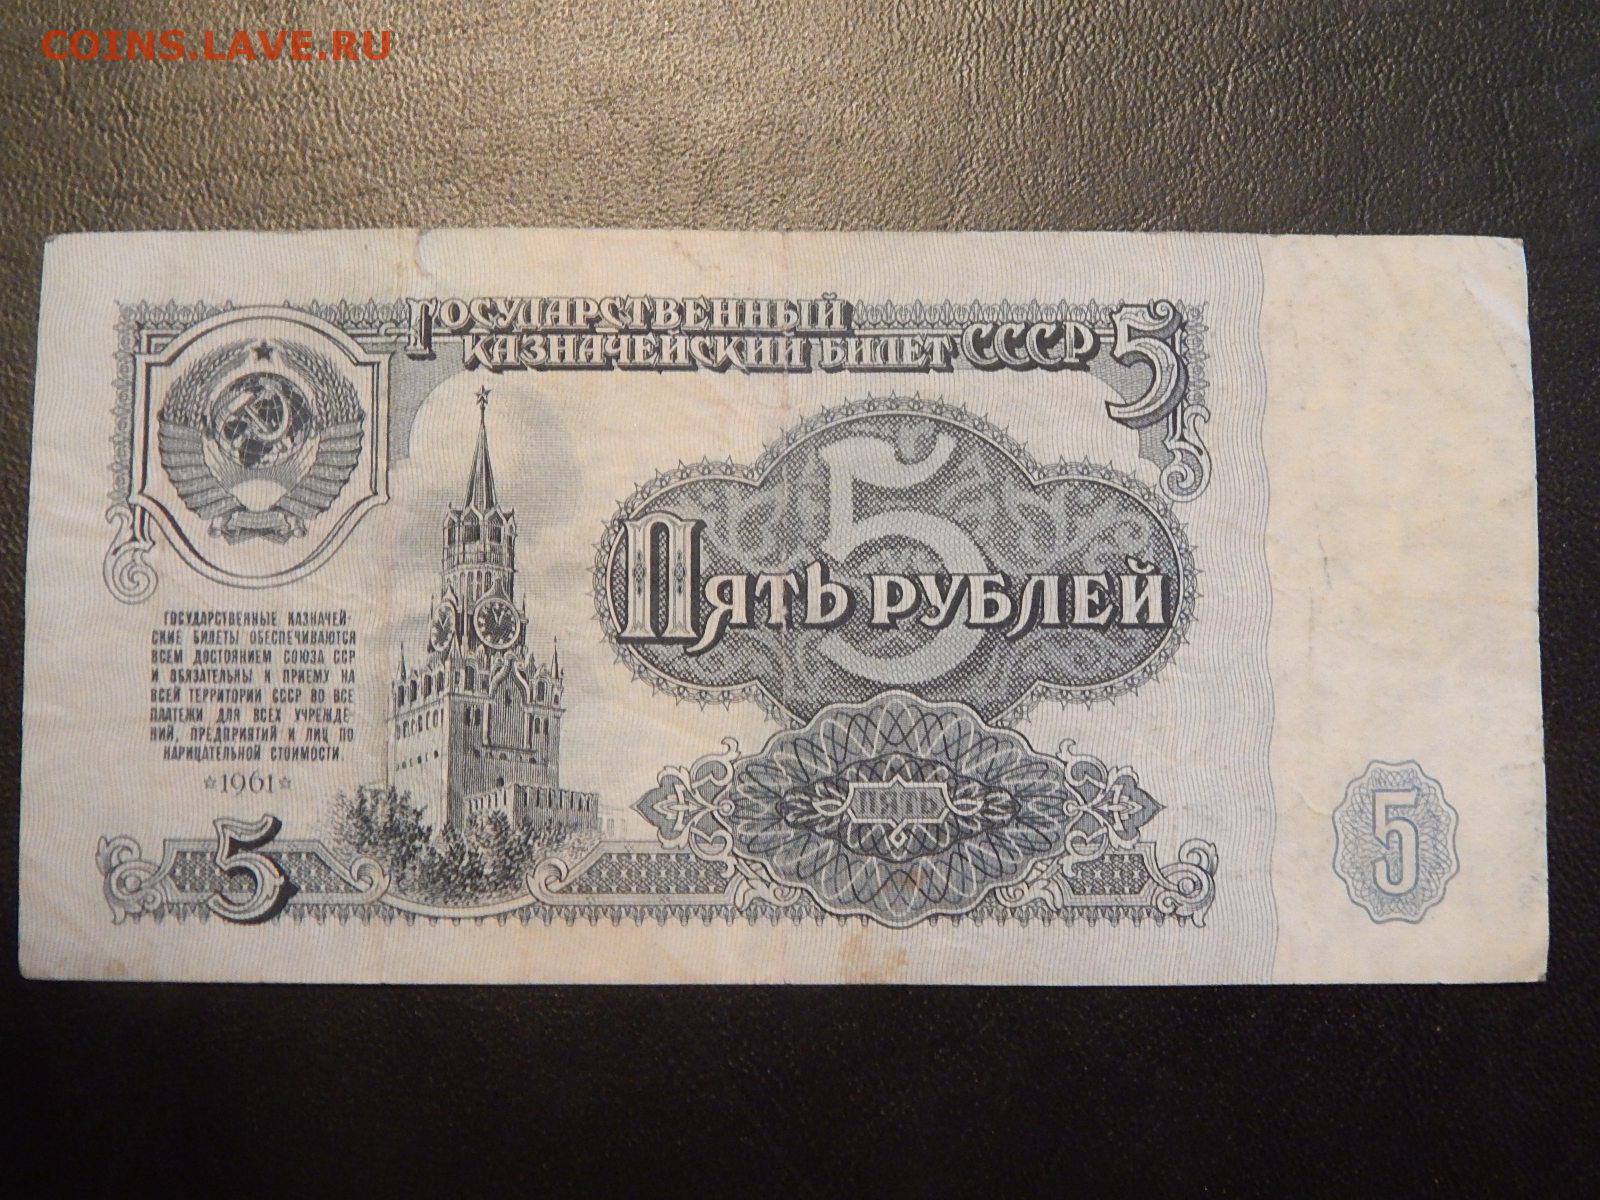 COINS.LAVE.RU
ГОСУДАРСТВЕННЫЙ
КАЗНАЧЕЙСКИЙ БИЛЕТ СССР 5
5
ПЯТЬ РУБЛЕЙ
ГОСУДАРСТВЕННЫЕ КАЗНАЧЕЙ-
СКИЕ БИЛЕТЫ ОБЕСПЕЧИВАЮТСЯ
ВСЕМ ДОСТОЯНИЕМ СОЮЗА ССР
И ОБЯЗАТЕЛЬНЫ К ПРИЕМУ НА
ВСЕЙ ТЕРРИТОРИИ СССР ВО ВСЕ
ПЛАТЕЖИ ДЛЯ ВСЕХ УЧРЕЖДЕ-
НИЙ, ПРЕДПРИЯТИЙ И ЛИЦ ПО
НАРИЦАТЕЛЬНОЙ СТОИМОСТИ.
☆1961☆
ПЯТЬ
5
5